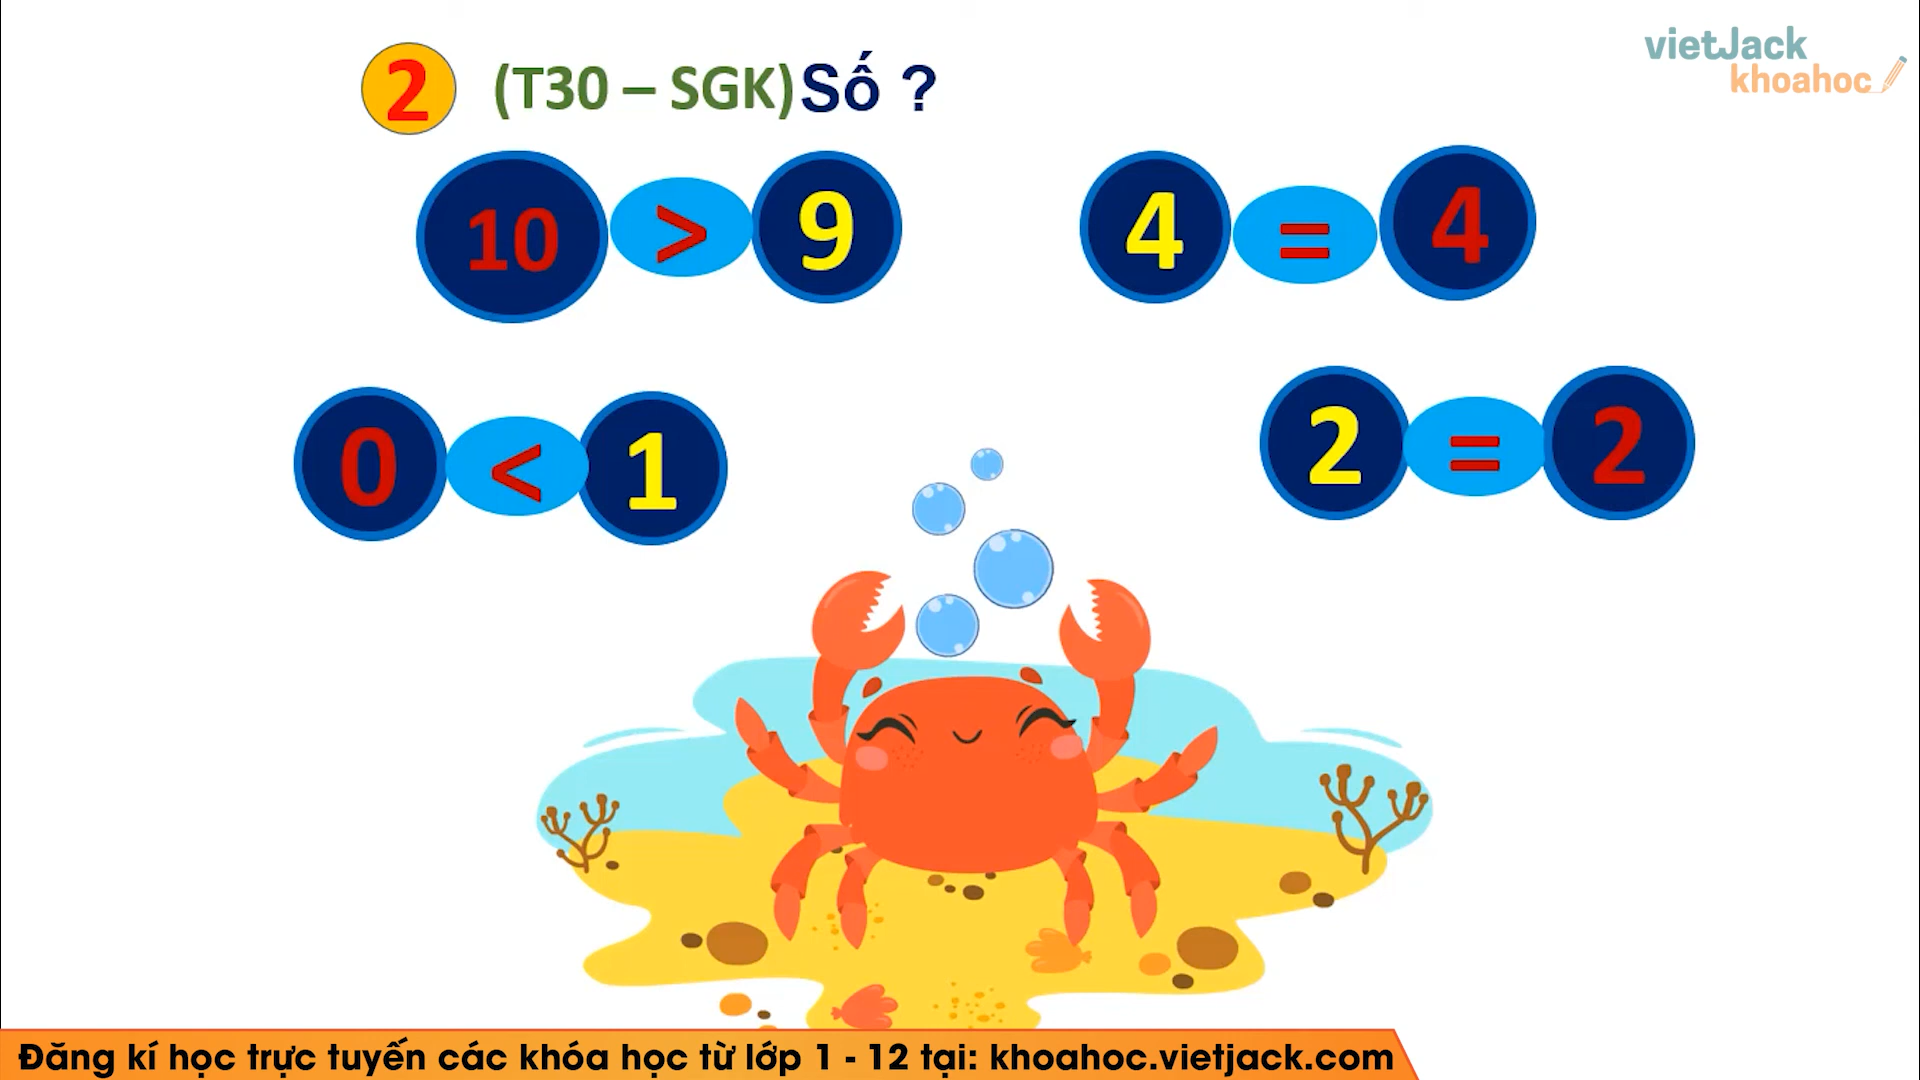 vietJack
khoahoc
2 (T30 – SGK) Số ?
10 > 9
4 = 4
0 < 1
2 = 2
Đăng kí học trực tuyến các khóa học từ lớp 1 - 12 tại: khoahoc.vietjack.com